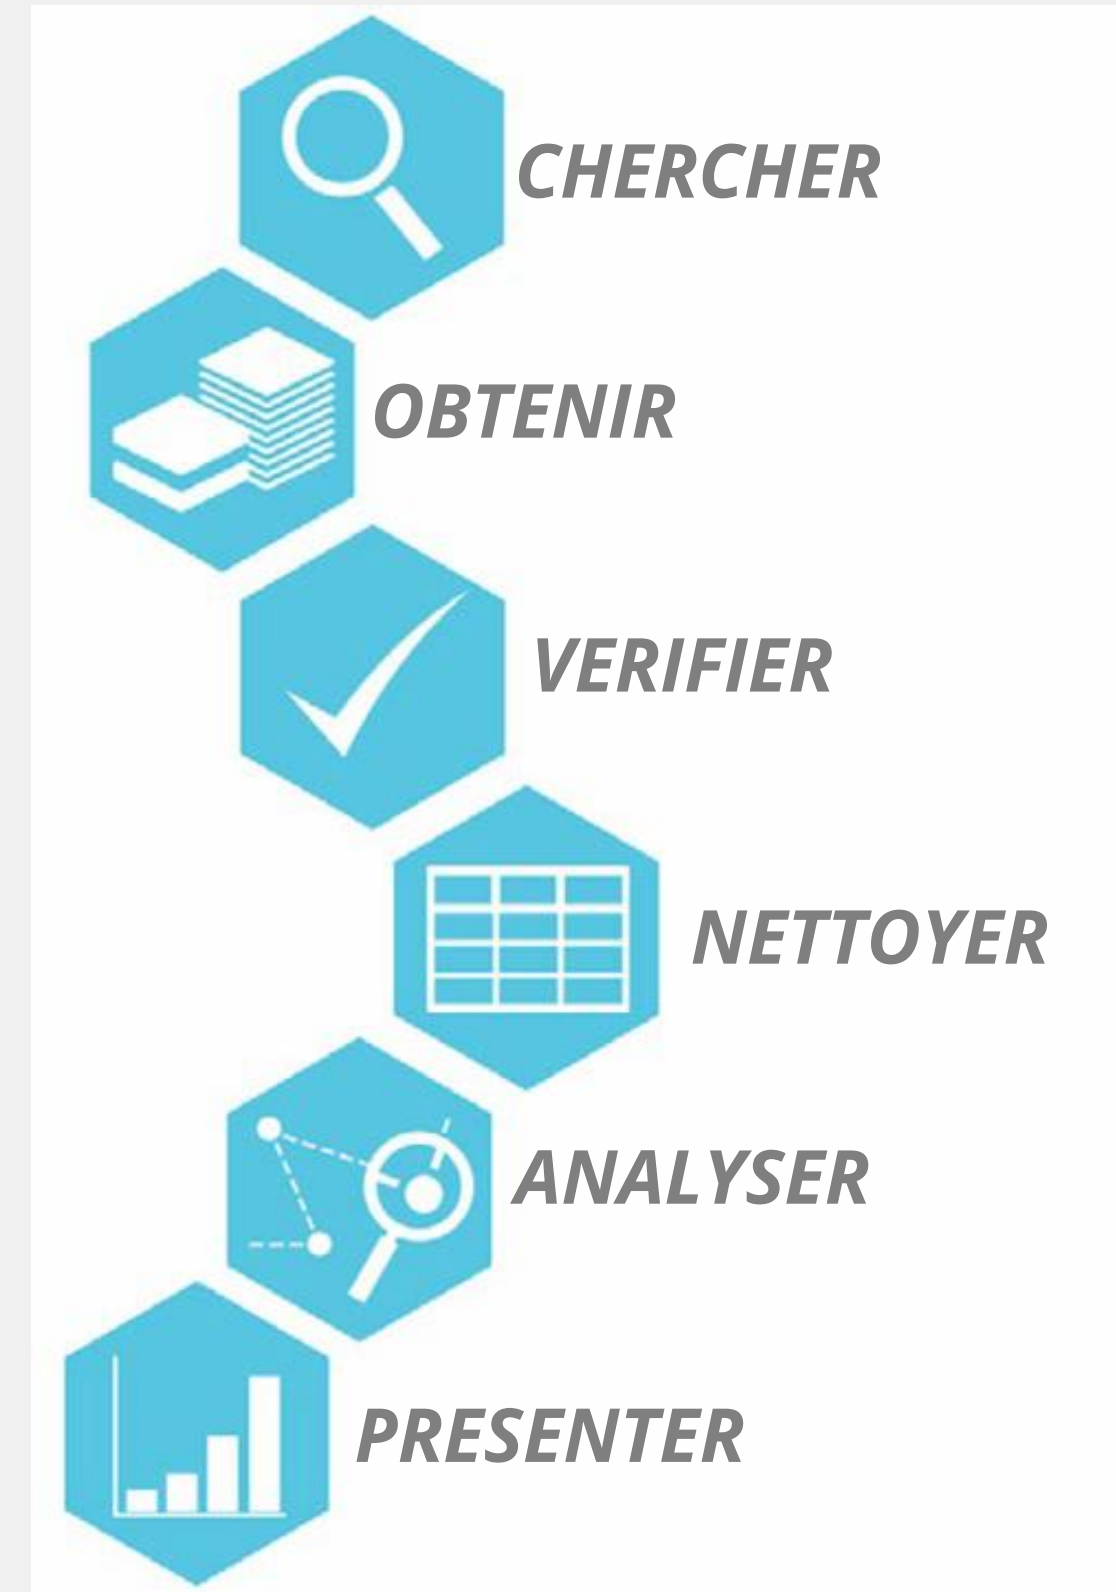 CHERCHER
OBTENIR
VERIFIER
NETTOYER
ANALYSER
PRESENTER